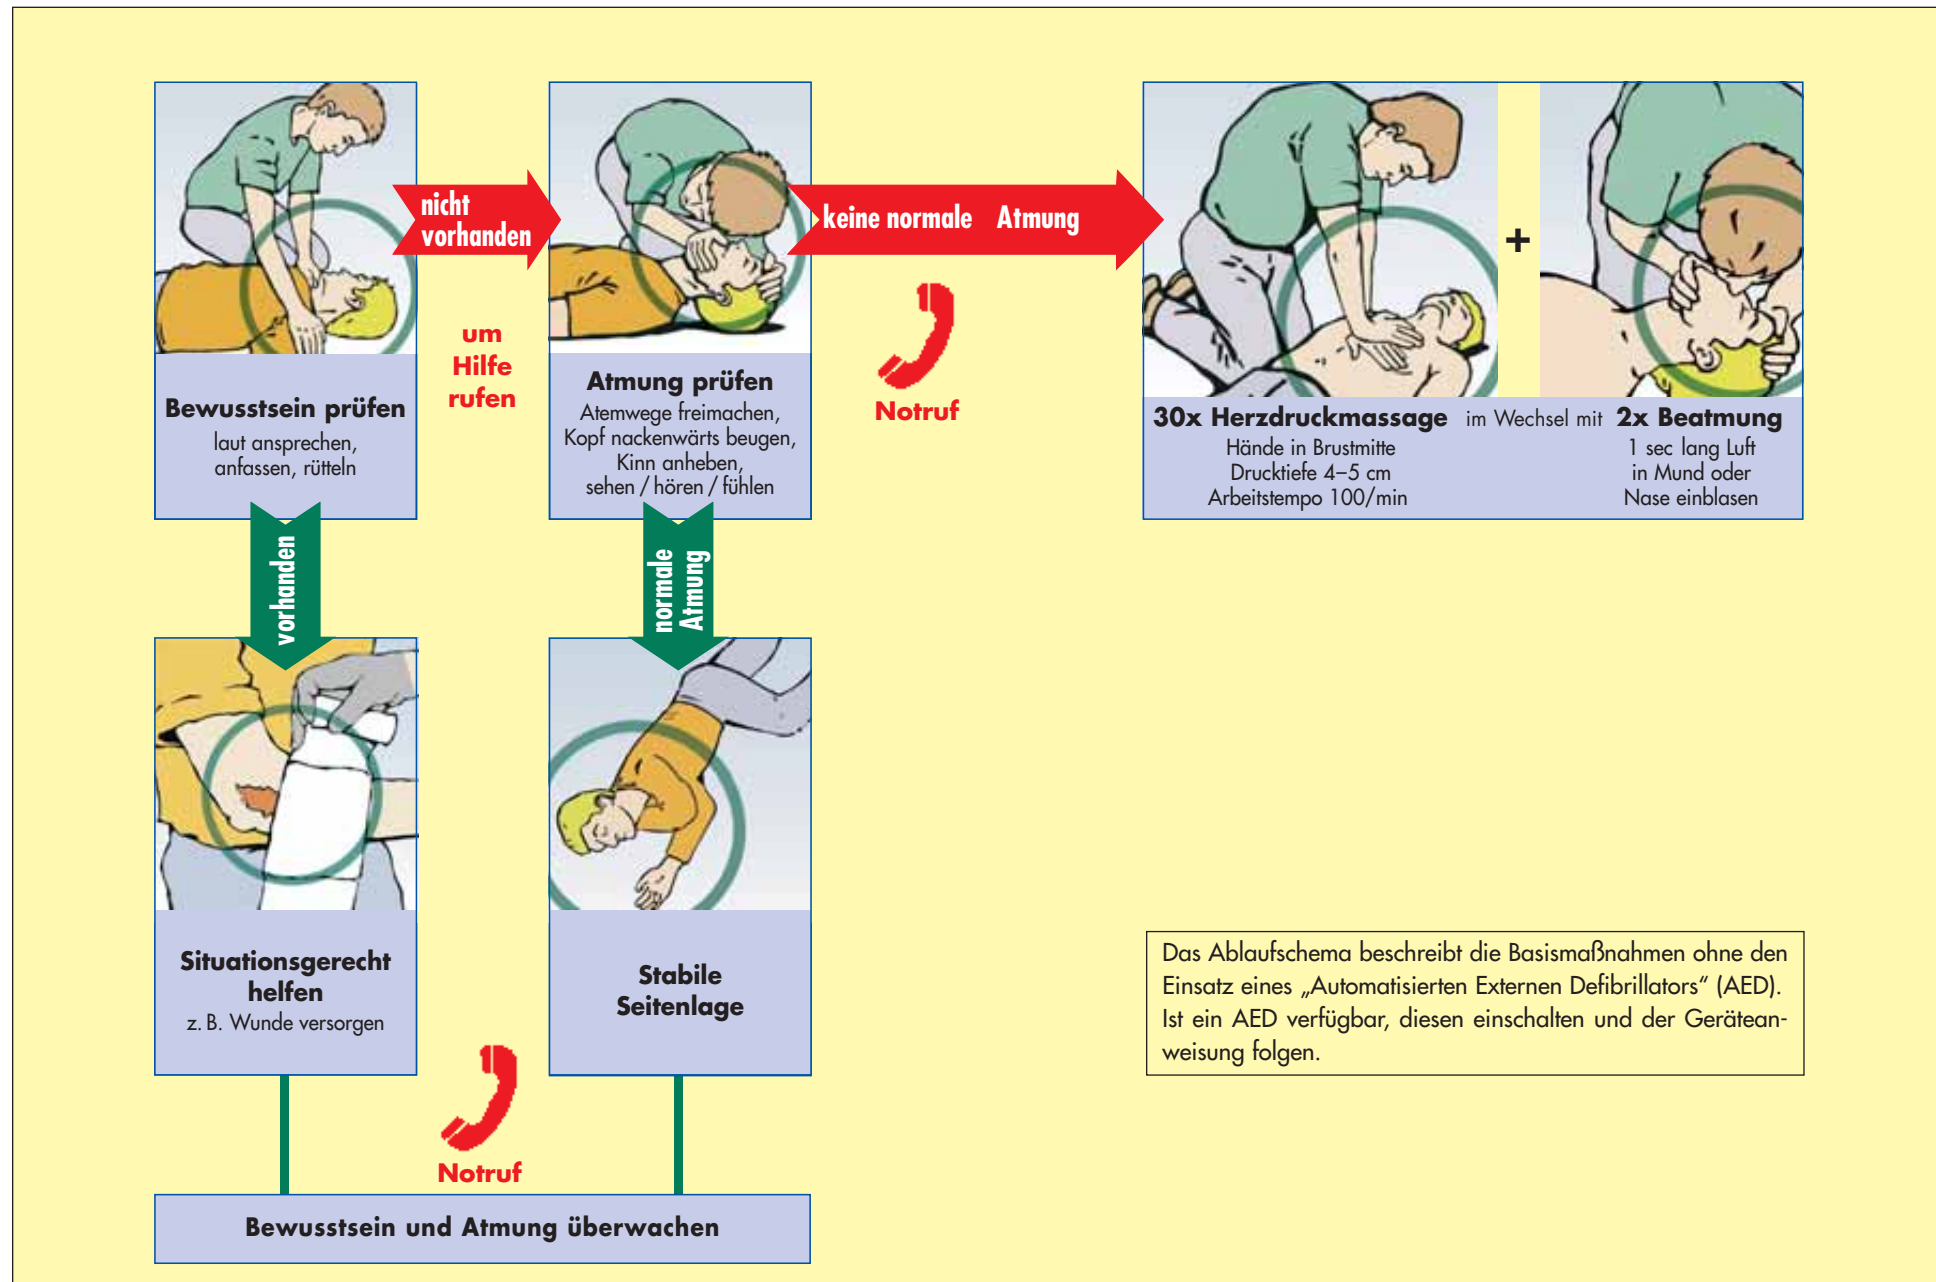 nicht
vorhanden
keine normale Atmung
um
Hilfe
rufen
Notruf
+
Bewusstsein prüfen
laut ansprechen,
anfassen, rütteln
Atmung prüfen
Atemwege freimachen,
Kopf nackenwärts beugen,
Kinn anheben,
sehen / hören / fühlen
30x Herzdruckmassage im Wechsel mit 2x Beatmung
Hände in Brustmitte
Drucktiefe 4–5 cm
Arbeitstempo 100/min
1 sec lang Luft
in Mund oder
Nase einblasen
vorhanden
normale
Atmung
Situationsgerecht
helfen
z. B. Wunde versorgen
Stabile
Seitenlage
Das Ablaufschema beschreibt die Basismaßnahmen ohne den
Einsatz eines „Automatisierten Externen Defibrillators“ (AED).
Ist ein AED verfügbar, diesen einschalten und der Gerätean-
weisung folgen.
Notruf
Bewusstsein und Atmung überwachen